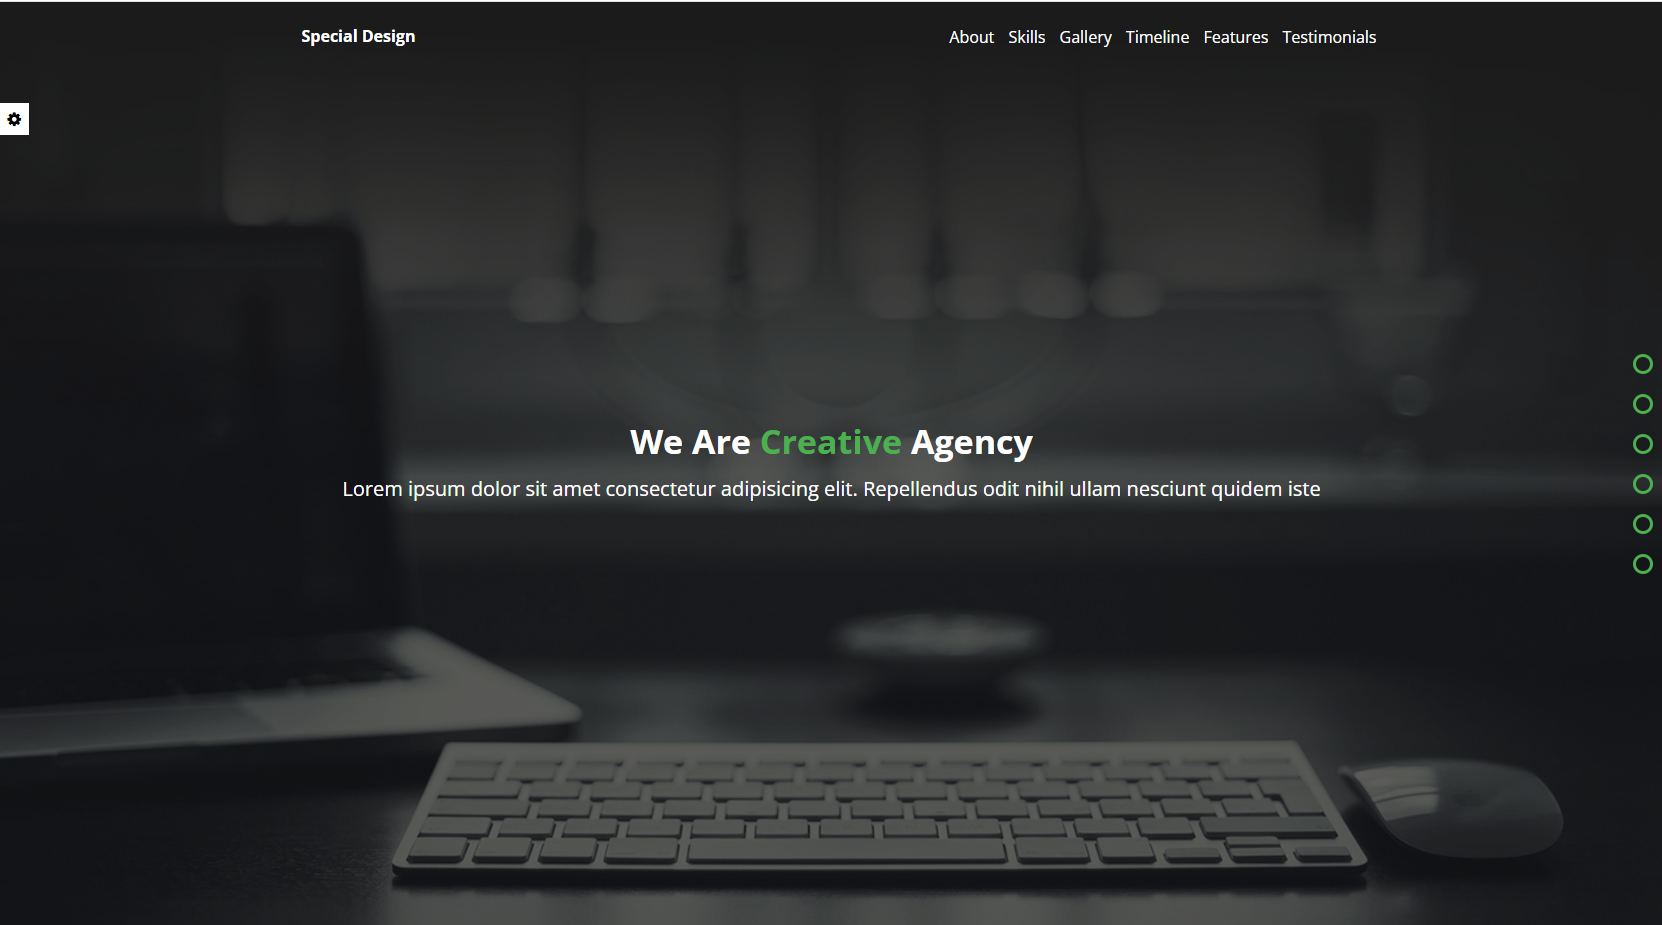 Special Design
About Skills Gallery Timeline Features Testimonials
We Are Creative Agency
Lorem ipsum dolor sit amet consectetur adipisicing elit. Repellendus odit nihil ullam nesciunt quidem iste